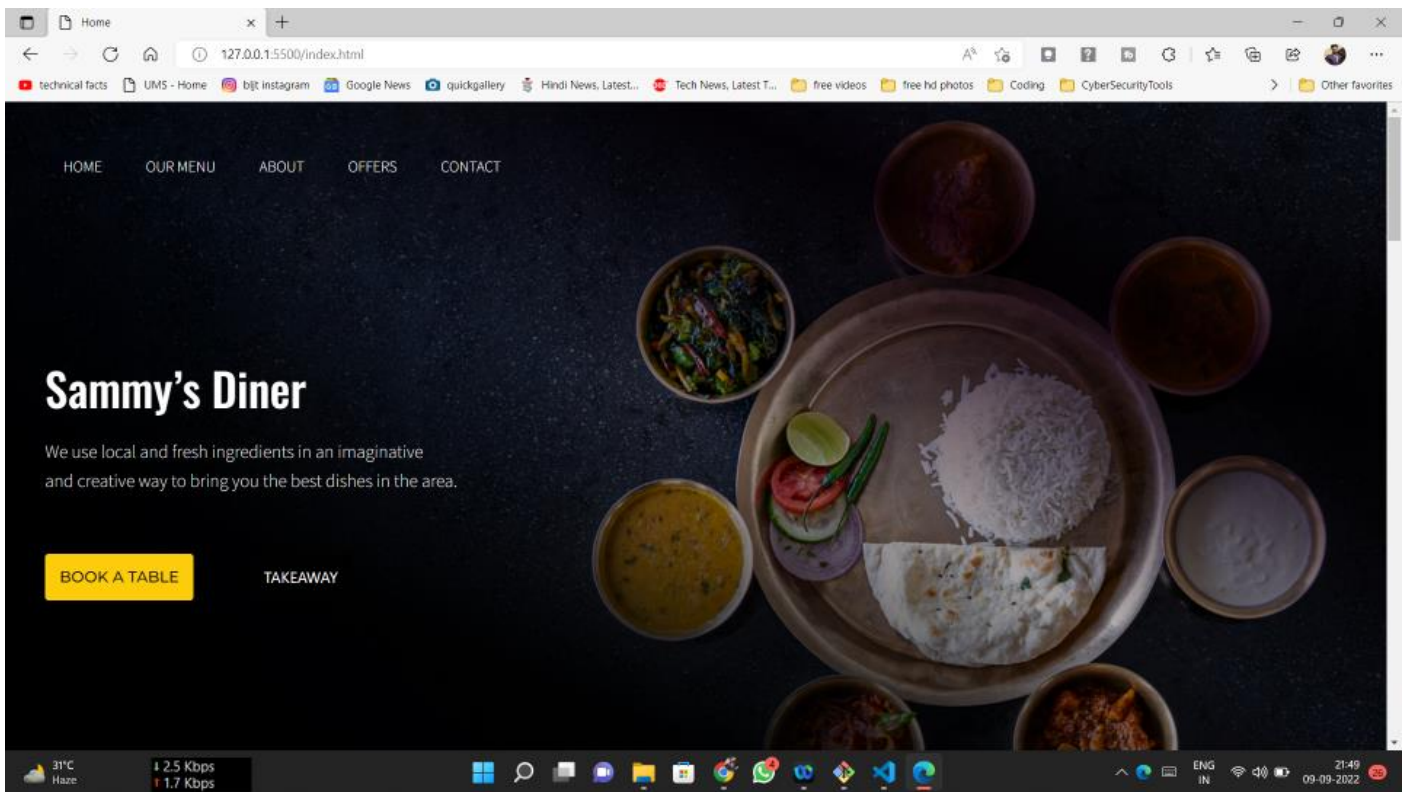 Home
127.0.0.1:5500/index.html
technical facts UMS - Home bljt instagram Google News quickgallery Hindi News, Latest... Tech News, Latest T... free videos free hd photos Coding CyberSecurityTools Other favorites
HOME OUR MENU ABOUT OFFERS CONTACT
Sammy's Diner
We use local and fresh ingredients in an imaginative
and creative way to bring you the best dishes in the area.
BOOK A TABLE TAKEAWAY
31°C
Haze
2.5 Kbps
1.7 Kbps
4
ENG
IN
21:49
09-09-2022
26